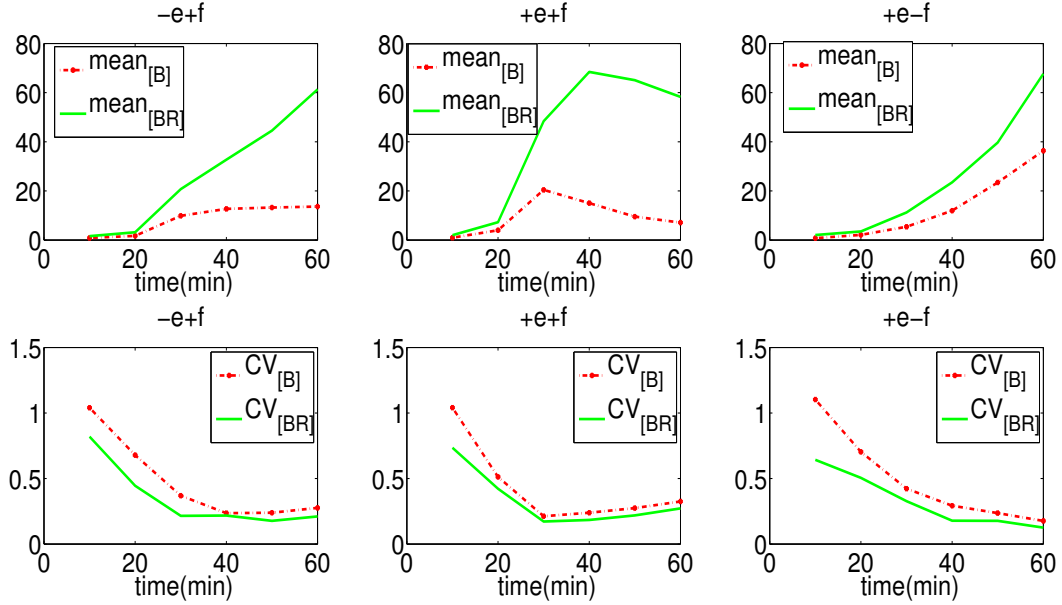 −e+f
80
60
40
20
0
mean[B]
mean[BR]
0 20 40 60
time(min)
+e+f
80
60
40
20
0
mean[B]
mean[BR]
0 20 40 60
time(min)
+e−f
80
60
40
20
0
mean[B]
mean[BR]
0 20 40 60
time(min)
−e+f
1.5
1
0.5
0
CV[B]
CV[BR]
0 20 40 60
time(min)
+e+f
1.5
1
0.5
0
CV[B]
CV[BR]
0 20 40 60
time(min)
+e−f
1.5
1
0.5
0
CV[B]
CV[BR]
0 20 40 60
time(min)